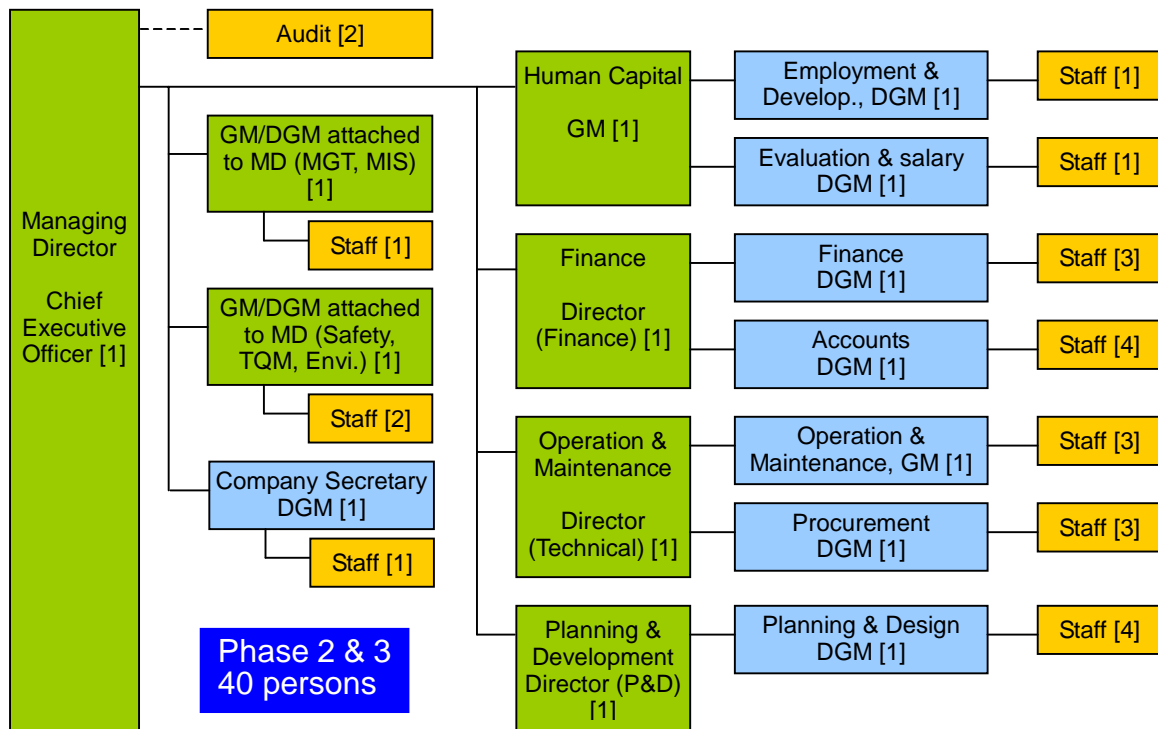 Managing
Director
Chief
Executive
Officer [1]
Audit [2]
GM/DGM attached
to MD (MGT, MIS)
[1]
Staff [1]
GM/DGM attached
to MD (Safety,
TQM, Envi.) [1]
Staff [2]
Company Secretary
DGM [1]
Staff [1]
Phase 2 & 3
40 persons
Human Capital
GM [1]
Employment &
Develop., DGM [1]
Staff [1]
Evaluation & salary
DGM [1]
Staff [1]
Finance
Director
(Finance) [1]
Finance
DGM [1]
Staff [3]
Accounts
DGM [1]
Staff [4]
Operation &
Maintenance
Director
(Technical) [1]
Operation &
Maintenance, GM [1]
Staff [3]
Procurement
DGM [1]
Staff [3]
Planning &
Development
Director (P&D)
[1]
Planning & Design
DGM [1]
Staff [4]